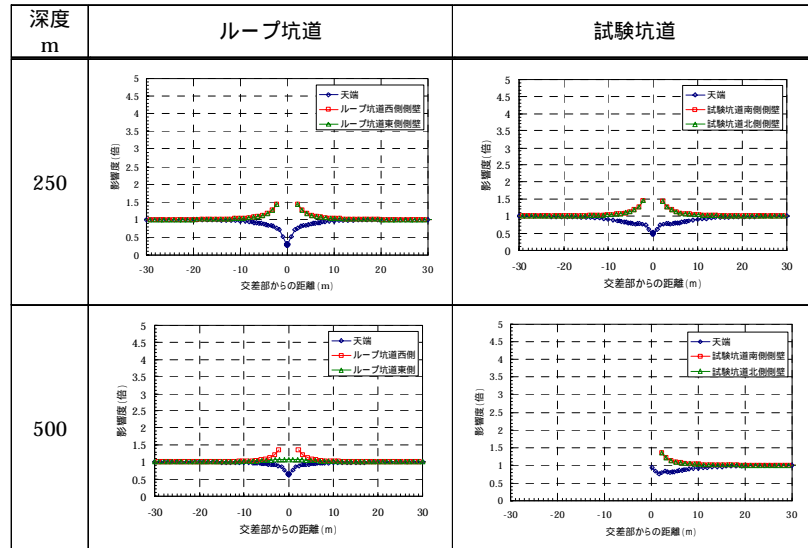 深度
m
ループ坑道
試験坑道
250
天端
ループ坑道西側側壁
ループ坑道東側側壁
影響度(倍)
5
4.5
4
3.5
3
2.5
2
1.5
1
0.5
0
-30 -20 -10 0 10 20 30
交差部からの距離(m)
天端
試験坑道南側側壁
試験坑道北側側壁
影響度(倍)
5
4.5
4
3.5
3
2.5
2
1.5
1
0.5
0
-30 -20 -10 0 10 20 30
交差部からの距離(m)
500
天端
ループ坑道西側
ループ坑道東側
影響度(倍)
5
4.5
4
3.5
3
2.5
2
1.5
1
0.5
0
-30 -20 -10 0 10 20 30
交差部からの距離(m)
天端
試験坑道南側側壁
試験坑道北側側壁
影響度(倍)
5
4.5
4
3.5
3
2.5
2
1.5
1
0.5
0
-30 -20 -10 0 10 20 30
交差部からの距離(m)